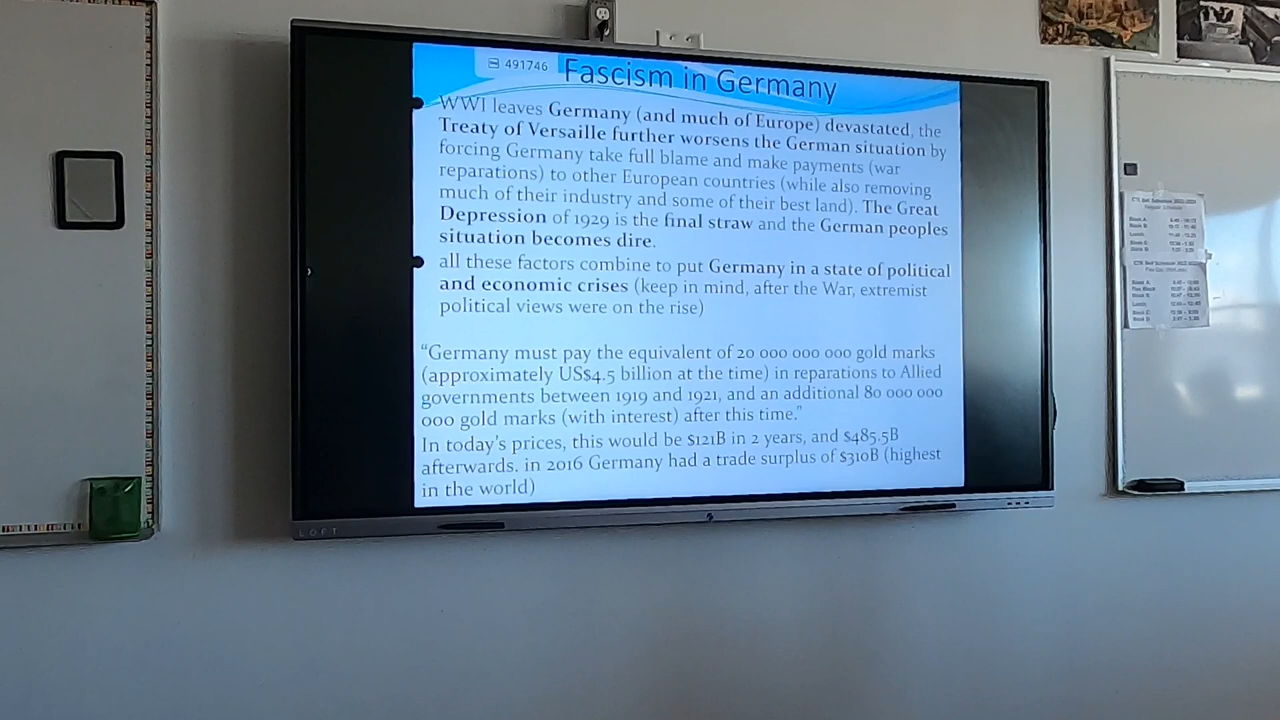 491746
Fascism in Germany
WWI leaves Germany (and much of Europe) devastated, the
Treaty of Versaille further worsens the German situation by
forcing Germany take full blame and make payments (war
reparations) to other European countries (while also removing
much of their industry and some of their best land). The Great
Depression of 1929 is the final straw and the German peoples
situation becomes dire.
all these factors combine to put Germany in a state of political
and economic crises (keep in mind, after the War, extremist
political views were on the rise)
“Germany must pay the equivalent of 20 000 000 000 gold marks
(approximately US$4.5 billion at the time) in reparations to Allied
governments between 1919 and 1921, and an additional 80 000 000
000 gold marks (with interest) after this time.”
In today's prices, this would be $121B in 2 years, and $485.5B
afterwards. in 2016 Germany had a trade surplus of $310B (highest
in the world)
LOFT